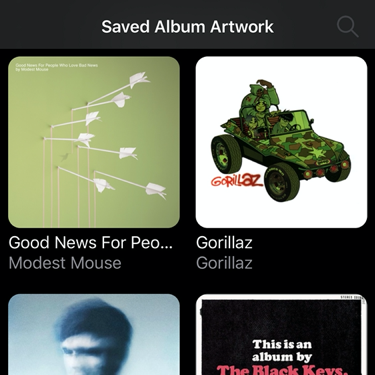 Saved Album Artwork
Good News For People Who Love Bad News
by Modest Mouse
GORILLAZ
Good News For Peo...
Modest Mouse
Gorillaz
Gorillaz
STEREO
This is an
album by
The Black Keys.